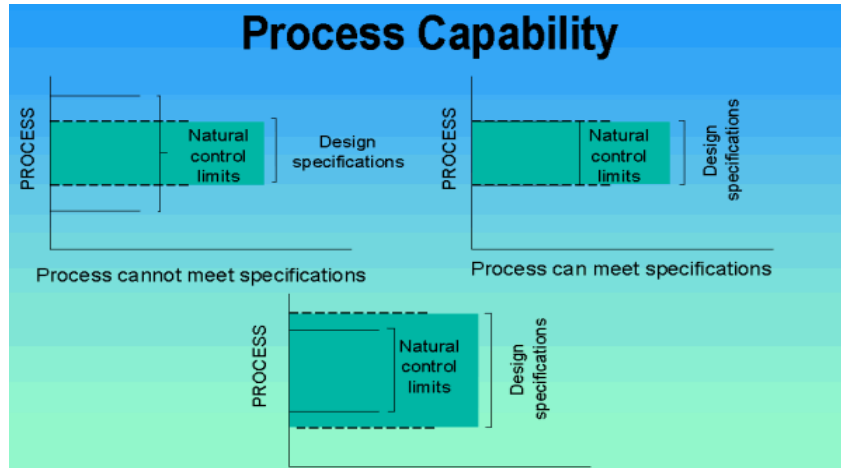 Process Capability
PROCESS
Natural
control
limits
Design
specifications
Process cannot meet specifications
PROCESS
Natural
control
limits
Design
specifications
Process can meet specifications
PROCESS
Natural
control
limits
Design
specifications